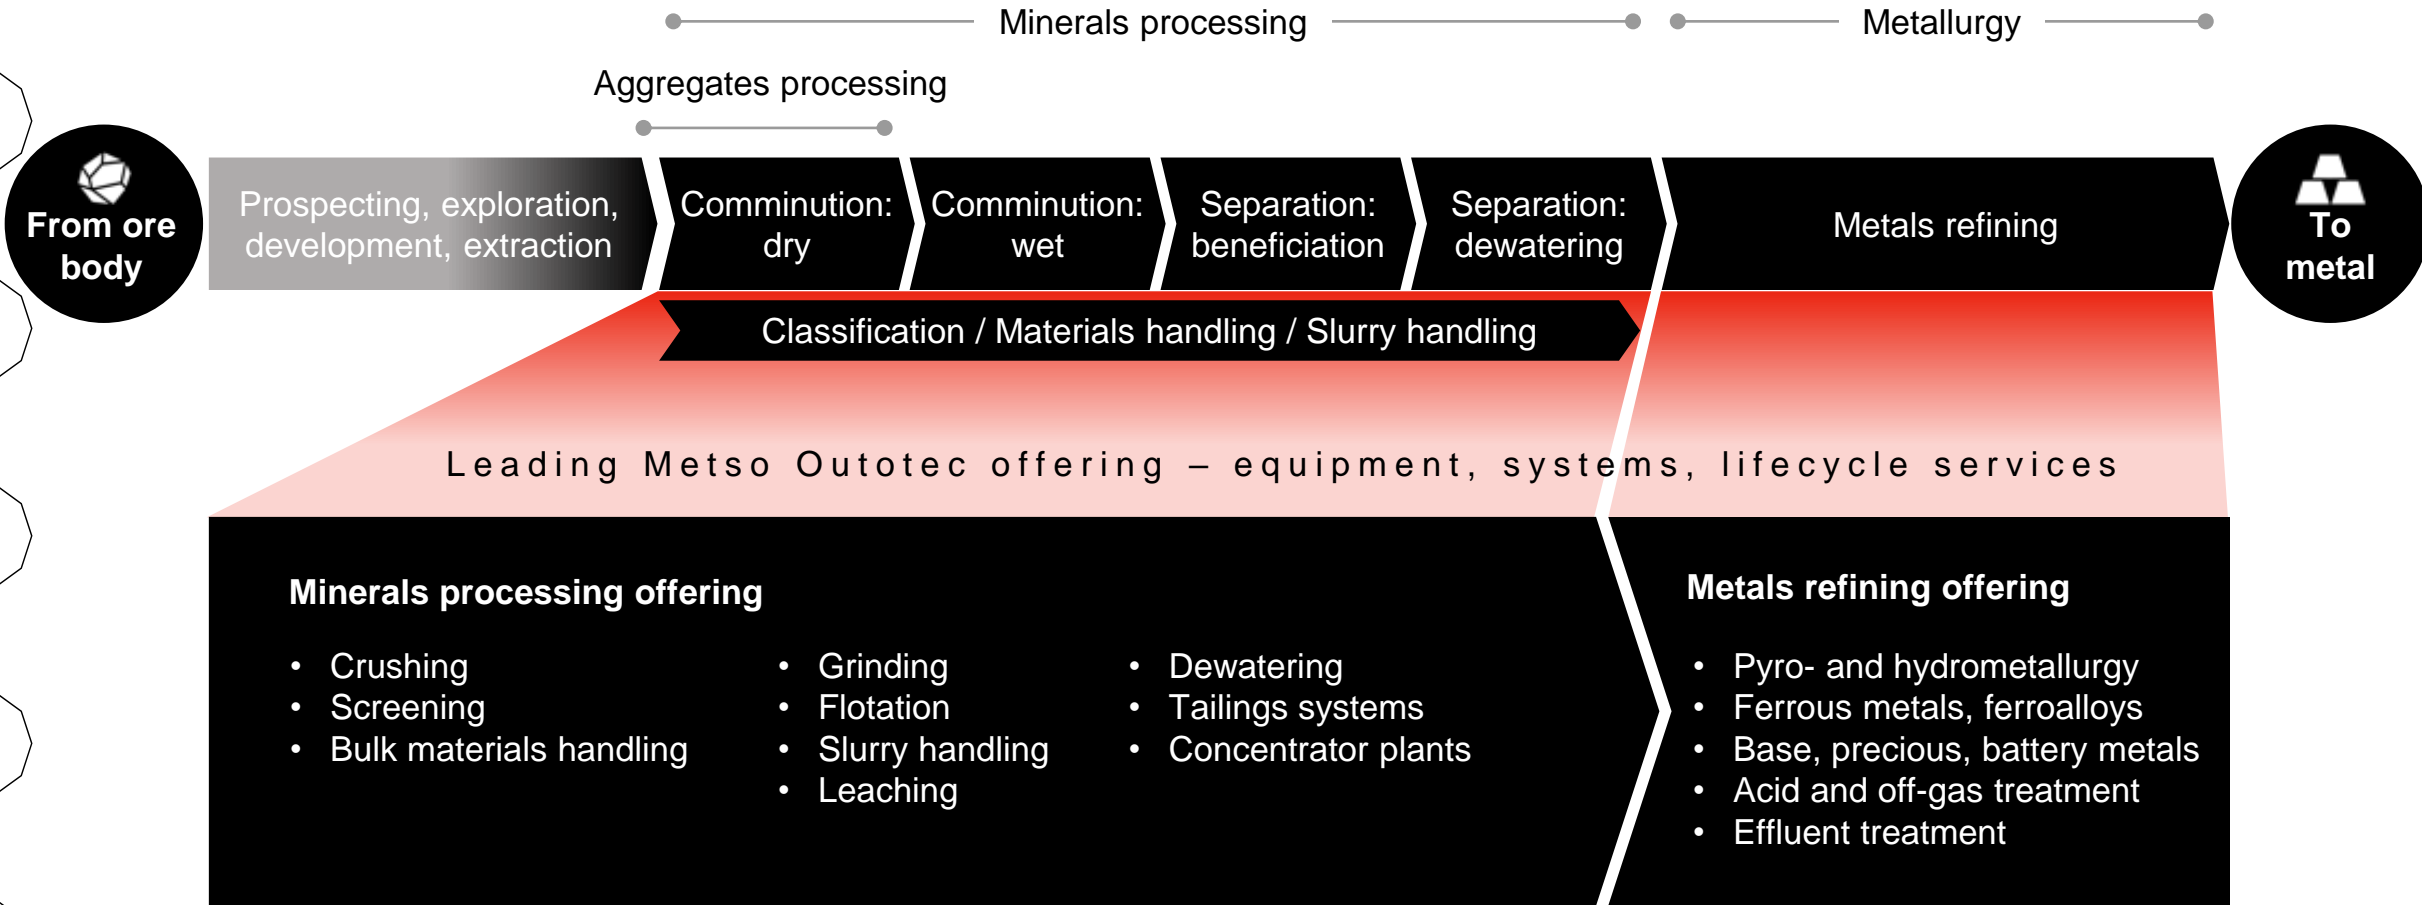 Minerals processing
Metallurgy
Aggregates processing
From ore
body
Prospecting, exploration,
development, extraction
Comminution:
dry
Comminution:
wet
Separation:
beneficiation
Separation:
dewatering
Metals refining
To
metal
Classification / Materials handling / Slurry handling
Leading Metso Outotec offering – equipment, systems, lifecycle services
Minerals processing offering
• Crushing
• Screening
• Bulk materials handling
• Grinding
• Flotation
• Slurry handling
• Leaching
• Dewatering
• Tailings systems
• Concentrator plants
Metals refining offering
• Pyro- and hydrometallurgy
• Ferrous metals, ferroalloys
• Base, precious, battery metals
• Acid and off-gas treatment
• Effluent treatment